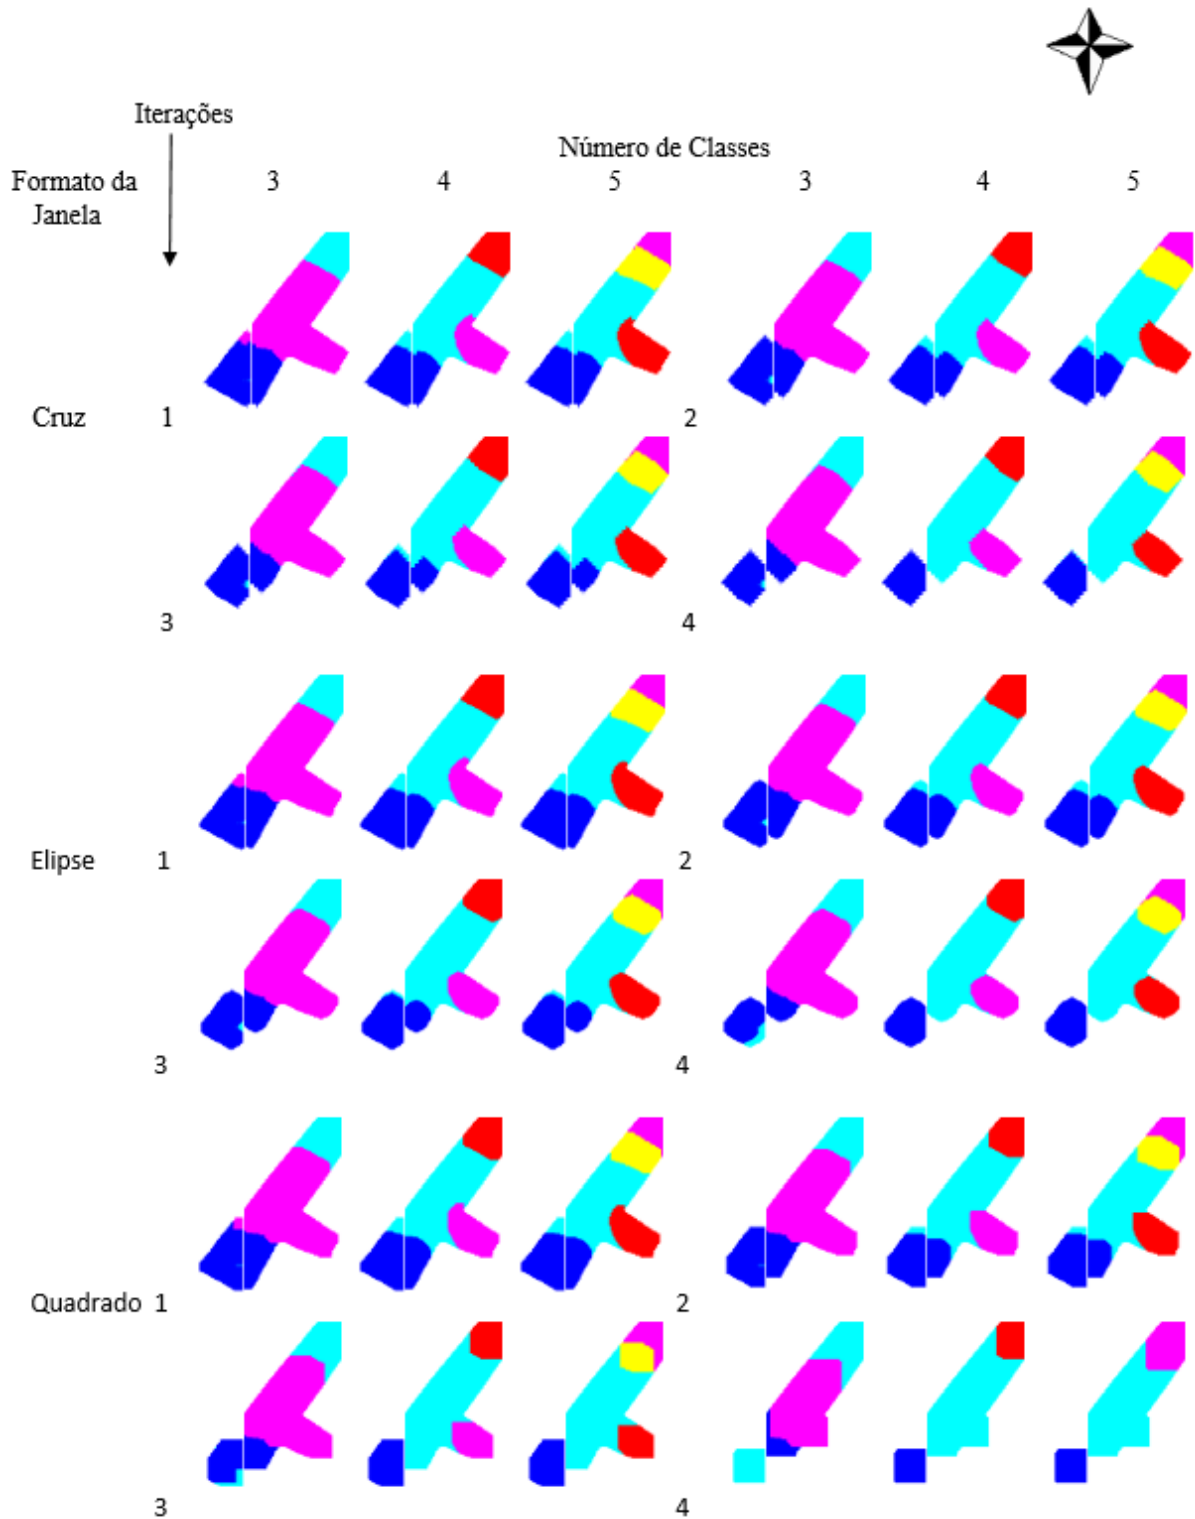 Iterações
Número de Classes
Formato da Janela
3 4 5 3 4 5
Cruz 1 2
3 4
Elipse 1 2
3 4
Quadrado 1 2
3 4